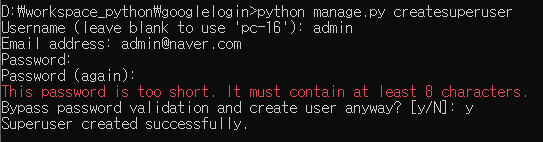 D:₩workspace_python₩googlelogin>python manage.py createsuperuser
Username (leave blank to use 'pc-16'): admin
Email address: admin@naver.com
Password:
Password (again):
This password is too short. It must contain at least 8 characters.
Bypass password validation and create user anyway? [y/N]: y
Superuser created successfully.